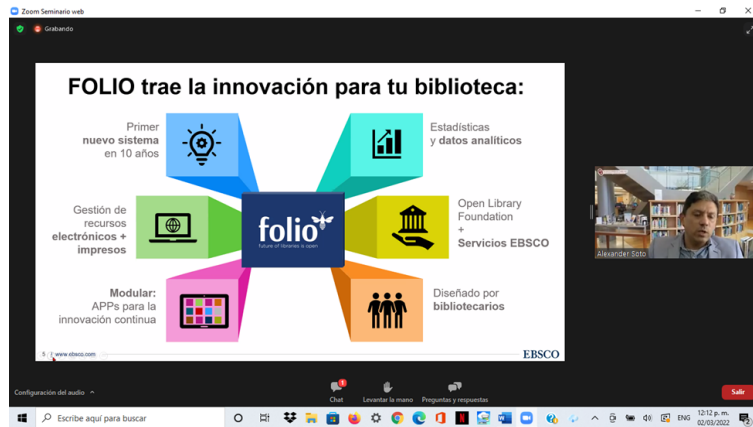 Zoom Seminario web
Grabando
FOLIO trae la innovación para tu biblioteca:
Primer
nuevo sistema
en 10 años
Estadísticas
y datos analíticos
Gestión de
recursos
electrónicos +
impresos
folio
future of libraries is open
Open Library
Foundation
+
Servicios EBSCO
Modular:
APPs para la
innovación continua
Diseñado por
bibliotecarios
5
www.ebsco.com
EBSCO
Alexander Soto
Configuración del audio
1
Chat
Levantar la mano
Preguntas y respuestas
Salir
Escribe aquí para buscar
ENG
12:12 p. m.
02/03/2022